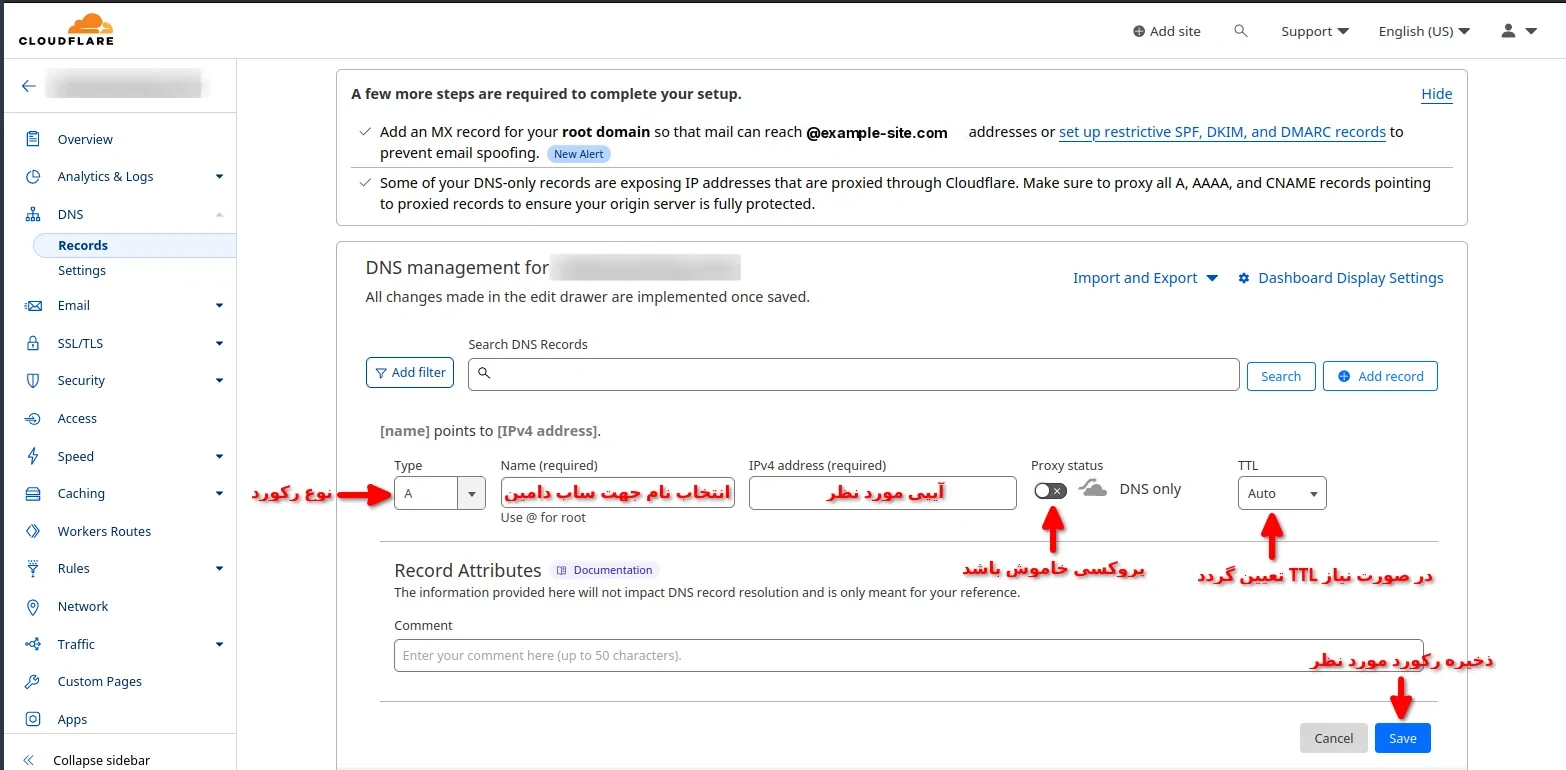 CLOUDFLARE
Add site
Support
English (US)
Overview
Analytics & Logs
DNS
Records
Settings
Email
SSL/TLS
Security
Access
Speed
Caching
Workers Routes
Rules
Network
Traffic
Custom Pages
Apps
Collapse sidebar
A few more steps are required to complete your setup.
Hide
Add an MX record for your root domain so that mail can reach @example-site.com addresses or set up restrictive SPF, DKIM, and DMARC records to
prevent email spoofing. New Alert
Some of your DNS-only records are exposing IP addresses that are proxied through Cloudflare. Make sure to proxy all A, AAAA, and CNAME records pointing
to proxied records to ensure your origin server is fully protected.
DNS management for
All changes made in the edit drawer are implemented once saved.
Import and Export
Dashboard Display Settings
Search DNS Records
Add filter
Search
Add record
[name] points to [IPv4 address].
Type
Name (required)
IPv4 address (required)
Proxy status
TTL
نوع رکورد
A
انتخاب نام جهت ساب دامین
آیپی مورد نظر
DNS only
Auto
Use @ for root
پروکسی خاموش باشد
در صورت نیاز TTL تعیین گردد
Record Attributes
Documentation
The information provided here will not impact DNS record resolution and is only meant for your reference.
Comment
Enter your comment here (up to 50 characters).
ذخیره رکورد مورد نظر
Cancel
Save